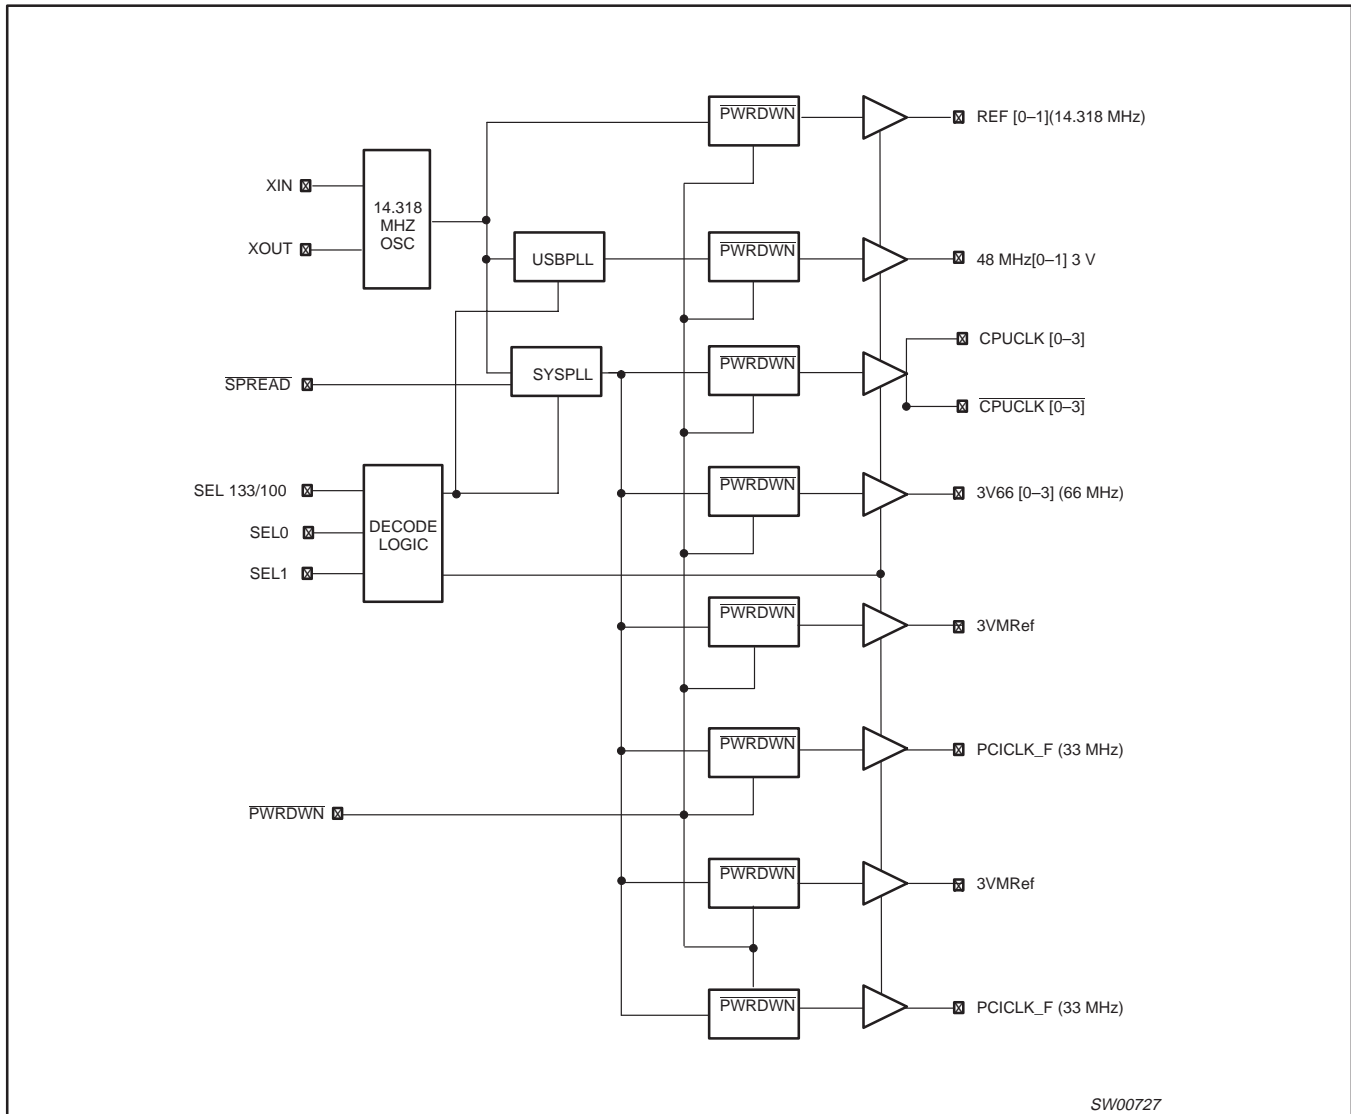 PWRDWN
REF [0–1](14.318 MHz)
XIN
14.318
MHZ
OSC
XOUT
USBPLL
PWRDWN
48 MHz[0–1] 3 V
CPUCLK [0–3]
SPREAD
SYSPLL
PWRDWN
CPUCLK [0–3]
SEL 133/100
PWRDWN
3V66 [0–3] (66 MHz)
SEL0
DECODE
LOGIC
SEL1
PWRDWN
3VMRef
PWRDWN
PCICLK_F (33 MHz)
PWRDWN
PWRDWN
3VMRef
PWRDWN
PCICLK_F (33 MHz)
SW00727